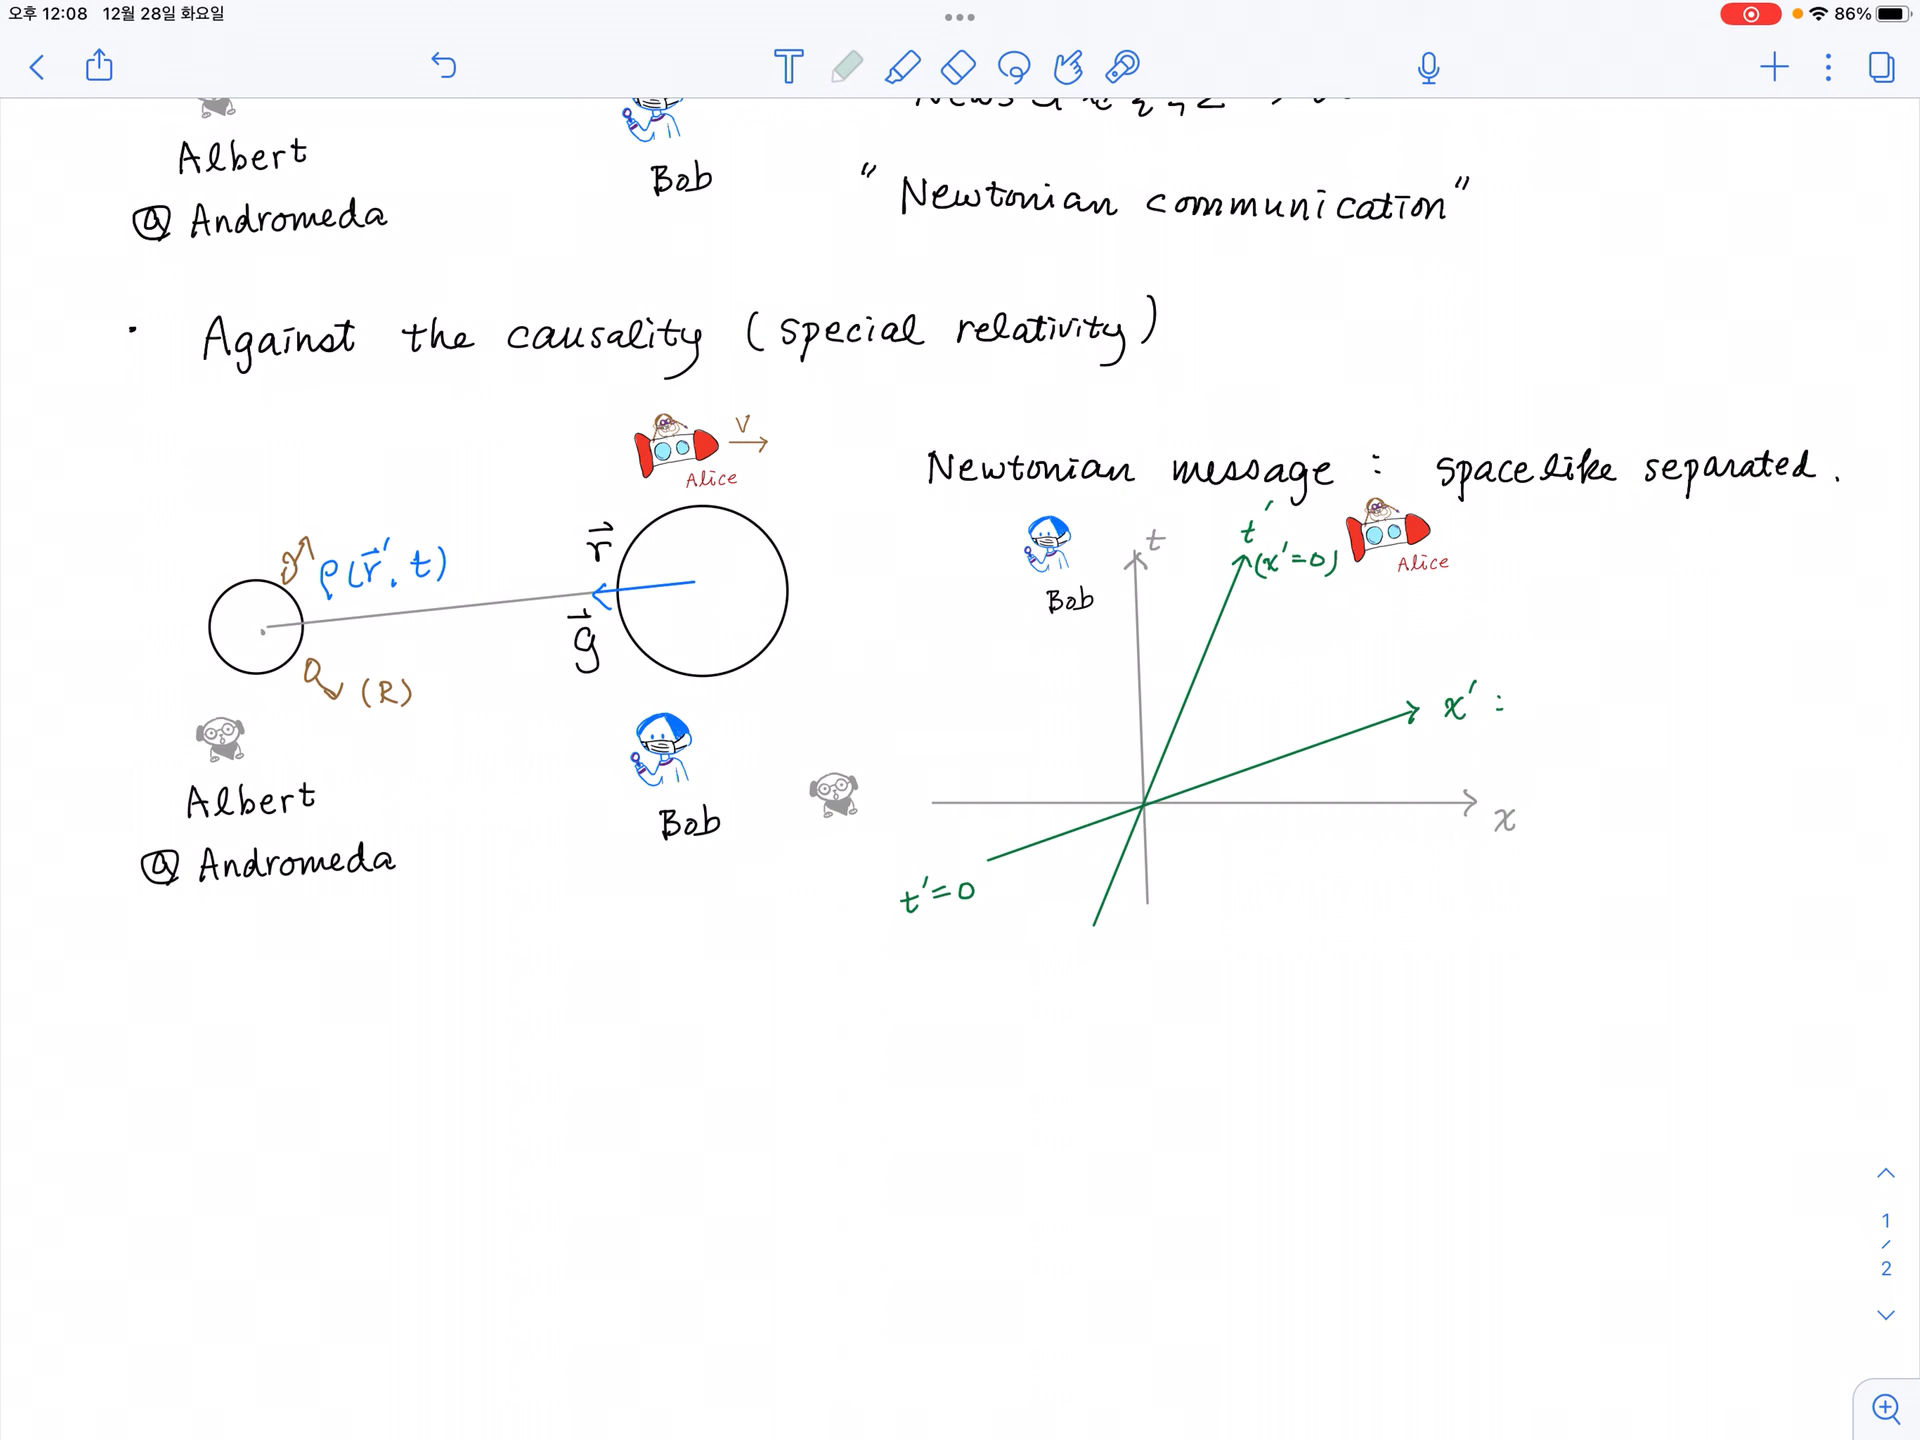 오후 12:08 12월 28일 화요일
86%
T
Albert
@ Andromeda
Bob
"Newtonian communication"
· Against the causality (special relativity)
V
Alice
Newtonian message : spacelike separated.
r⃗
ρ(r⃗', t)
g⃗
(R)
Albert
@ Andromeda
Bob
Bob
t
t'
(x'=0)
Alice
x' :
x
t'=0
1
/
2